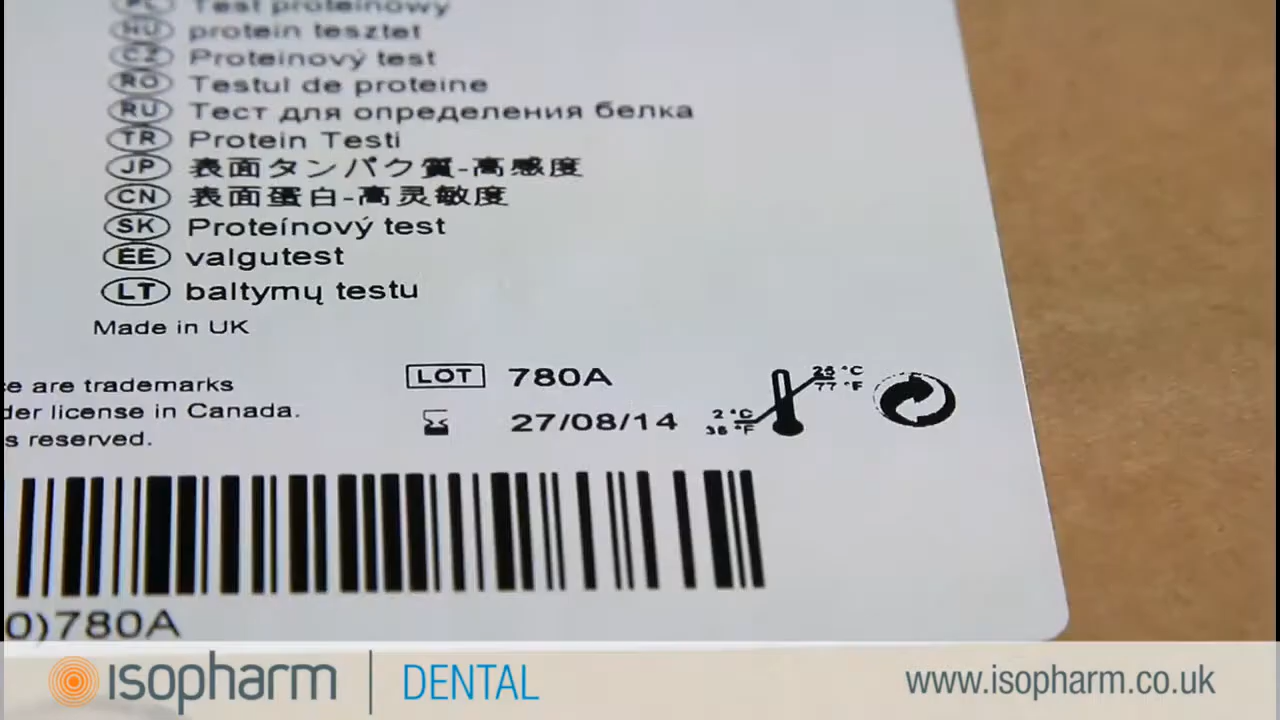 PL Test proteinowy
HU protein tesztet
CZ Proteinový test
RO Testul de proteine
RU Тест для определения белка
TR Protein Testi
JP 表面タンパク質-高感度
CN 表面蛋白-高灵敏度
SK Proteínový test
EE valgutest
LT baltymų testu
Made in UK
are trademarks
license in Canada.
reserved.
LOT 780A
27/08/14
2 °C
36 °F
25 °C
77 °F
0)780A
isopharm DENTAL
www.isopharm.co.uk